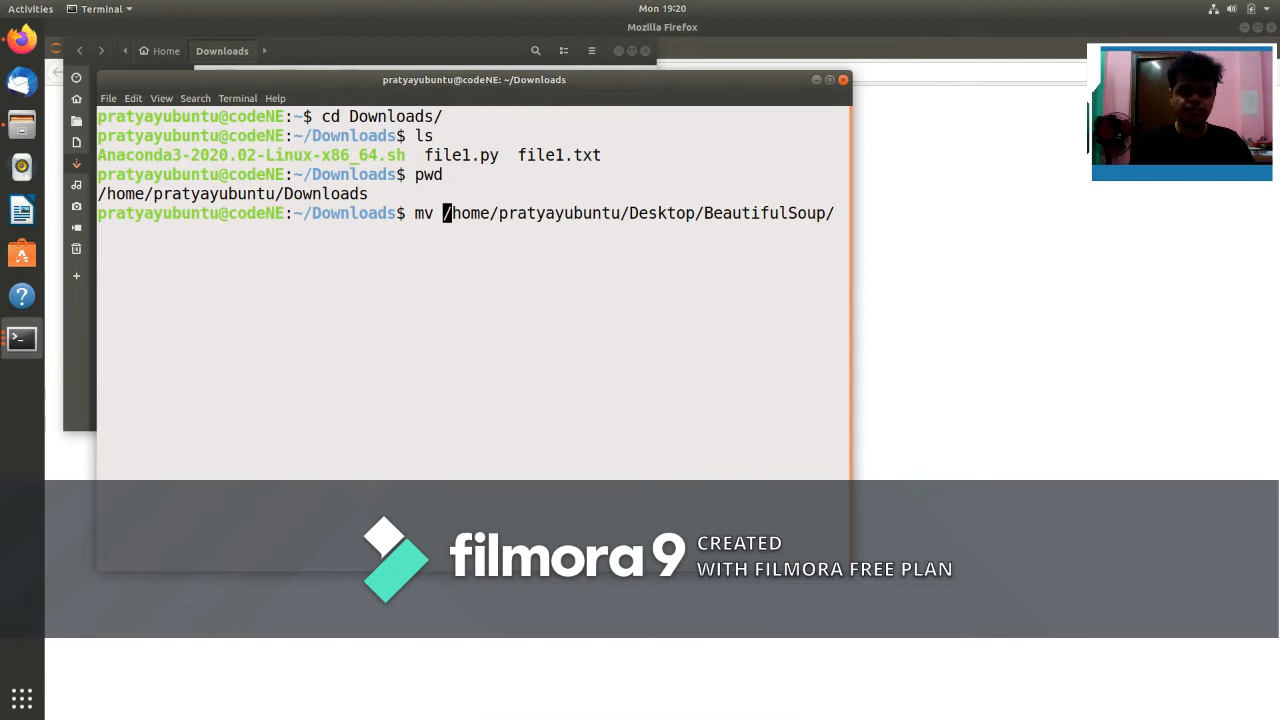 Activities
Terminal
Mon 19:20
Mozilla Firefox
Home
Downloads
pratyayubuntu@codeNE: ~/Downloads
File Edit View Search Terminal Help
pratyayubuntu@codeNE:~$ cd Downloads/
pratyayubuntu@codeNE:~/Downloads$ ls
Anaconda3-2020.02-Linux-x86_64.sh file1.py file1.txt
pratyayubuntu@codeNE:~/Downloads$ pwd
/home/pratyayubuntu/Downloads
pratyayubuntu@codeNE:~/Downloads$ mv /home/pratyayubuntu/Desktop/BeautifulSoup/
filmora 9
CREATED
WITH FILMORA FREE PLAN